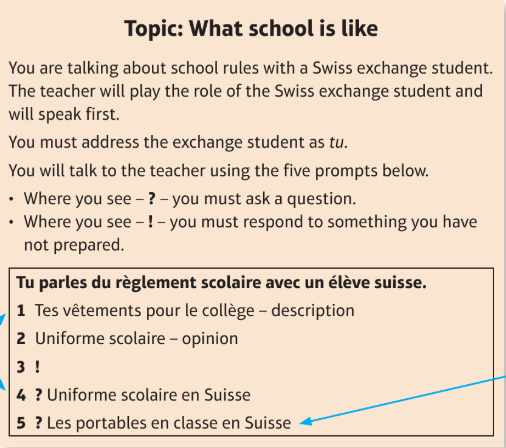 Topic: What school is like
You are talking about school rules with a Swiss exchange student.
The teacher will play the role of the Swiss exchange student and
will speak first.
You must address the exchange student as tu.
You will talk to the teacher using the five prompts below.
• Where you see – ? – you must ask a question.
• Where you see – ! – you must respond to something you have
not prepared.
Tu parles du règlement scolaire avec un élève suisse.
1 Tes vêtements pour le collège – description
2 Uniforme scolaire – opinion
3 !
4 ? Uniforme scolaire en Suisse
5 ? Les portables en classe en Suisse